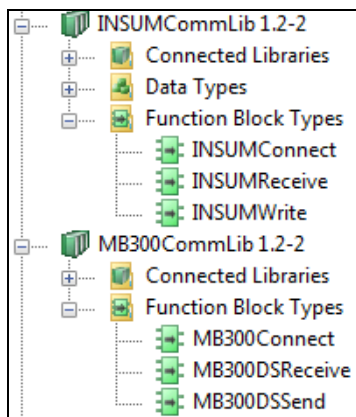 INSUMCommLib 1.2-2
Connected Libraries
Data Types
Function Block Types
INSUMConnect
INSUMReceive
INSUMWrite
MB300CommLib 1.2-2
Connected Libraries
Function Block Types
MB300Connect
MB300DSReceive
MB300DSSend